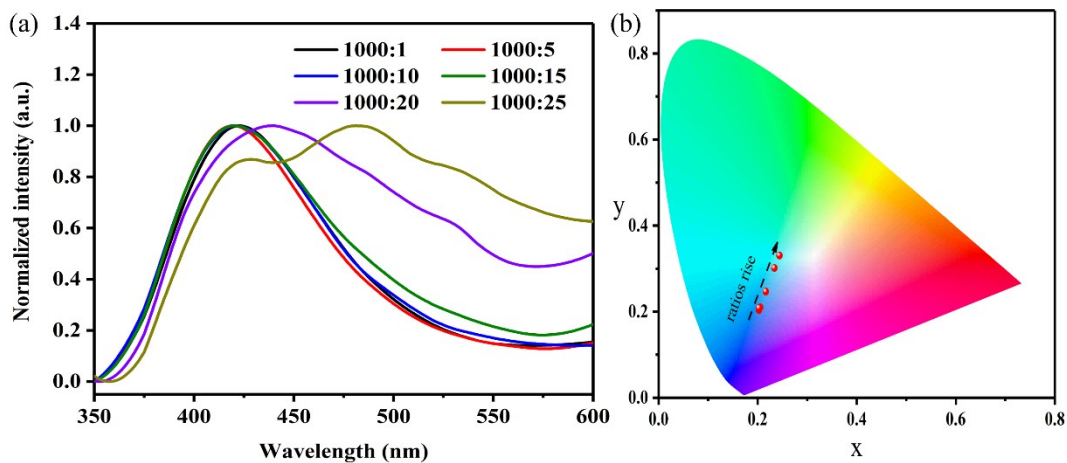 (a)
1.4
1.2
1.0
0.8
0.6
0.4
0.2
0.0
Normalized intensity (a.u.)
1000:1 1000:5
1000:10 1000:15
1000:20 1000:25
350 400 450 500 550 600
Wavelength (nm)
(b)
0.8
0.6
y
0.4
0.2
0.0
ratios rise
0.0 0.2 0.4 0.6 0.8
x